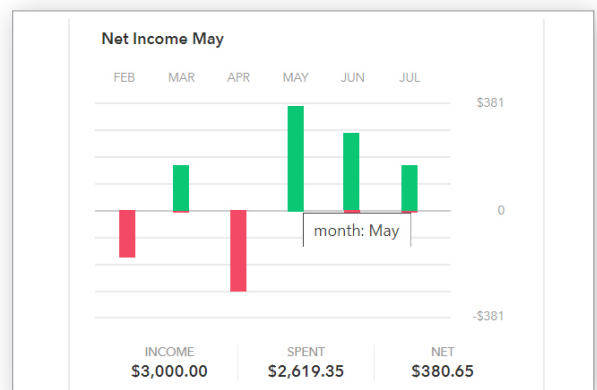 Net Income May
FEB MAR APR MAY JUN JUL
$381
0
month: May
-$381
INCOME SPENT NET
$3,000.00 $2,619.35 $380.65